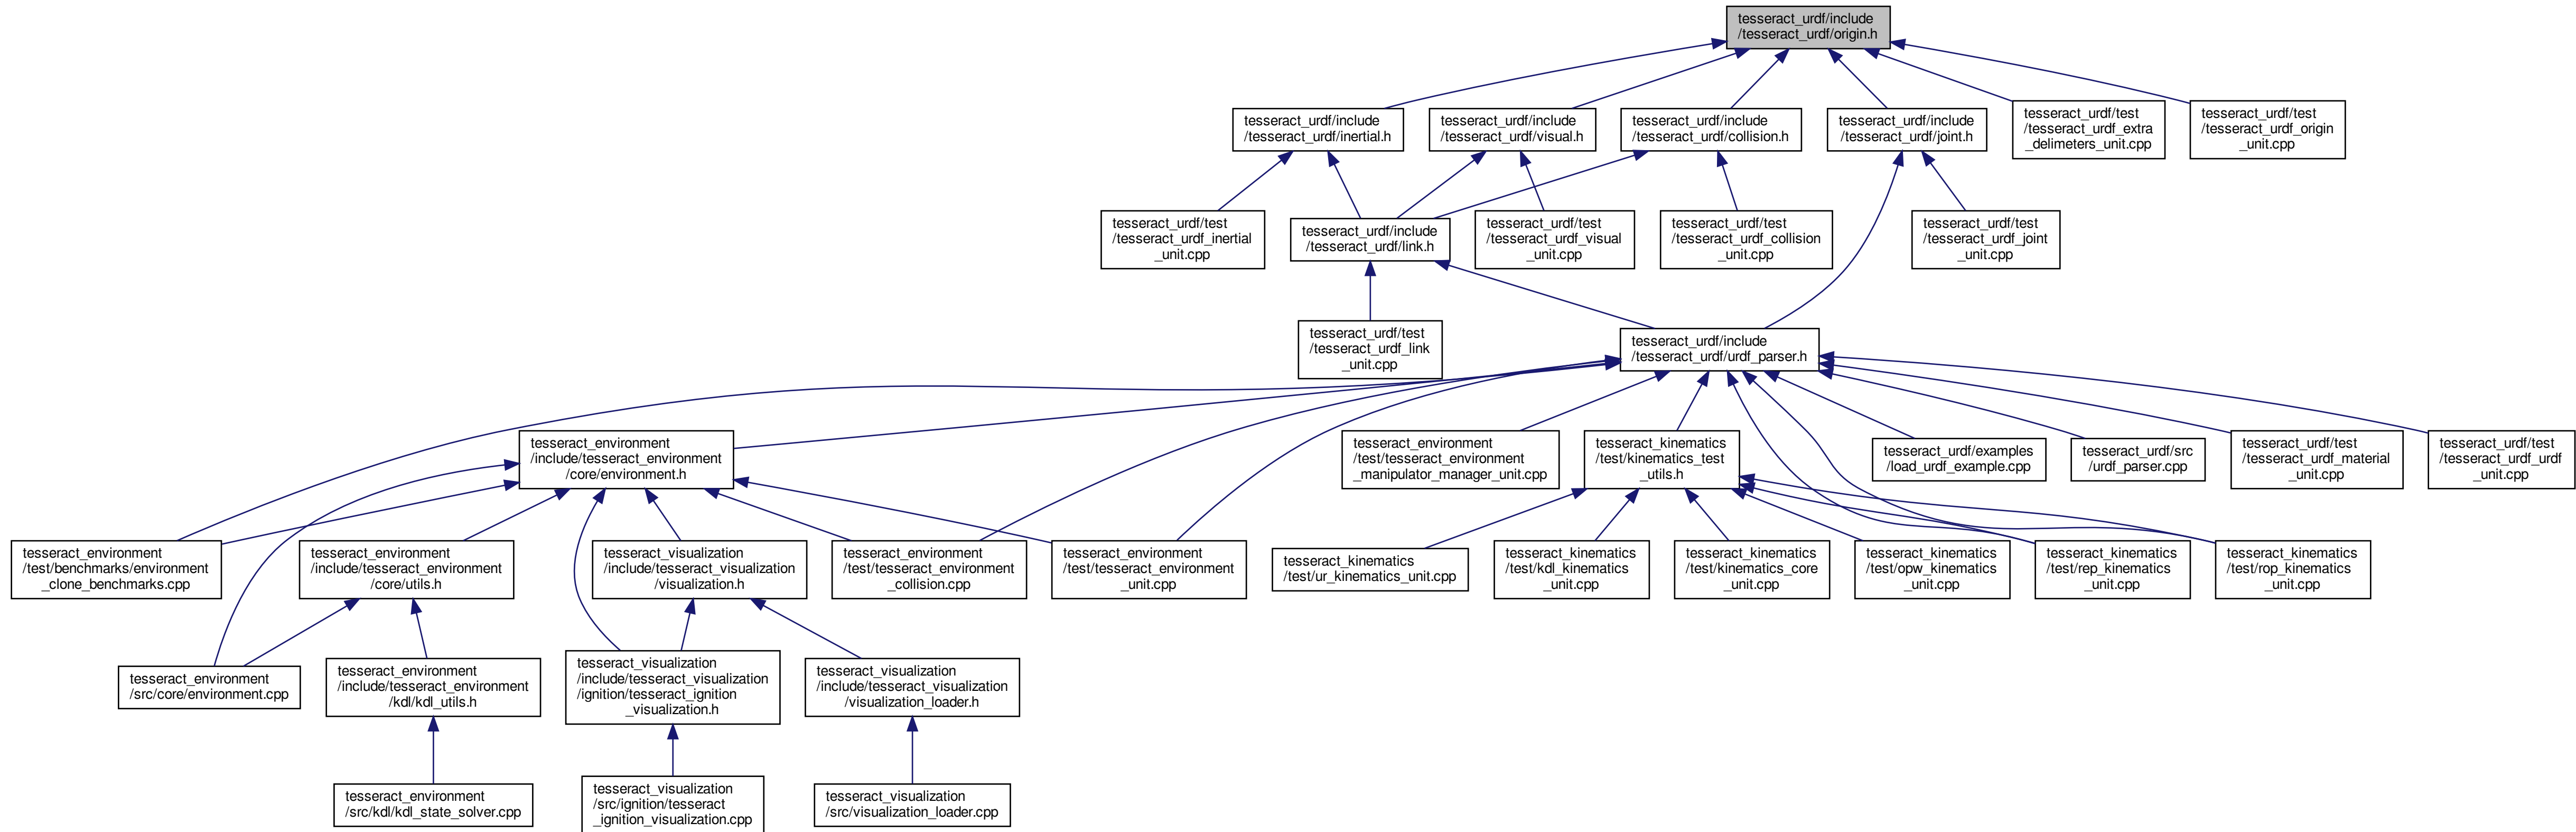 tesseract_urdf/include
/tesseract_urdf/origin.h
tesseract_urdf/include
/tesseract_urdf/inertial.h
tesseract_urdf/include
/tesseract_urdf/visual.h
tesseract_urdf/include
/tesseract_urdf/collision.h
tesseract_urdf/include
/tesseract_urdf/joint.h
tesseract_urdf/test
/tesseract_urdf_extra
_delimeters_unit.cpp
tesseract_urdf/test
/tesseract_urdf_origin
_unit.cpp
tesseract_urdf/test
/tesseract_urdf_inertial
_unit.cpp
tesseract_urdf/include
/tesseract_urdf/link.h
tesseract_urdf/test
/tesseract_urdf_visual
_unit.cpp
tesseract_urdf/test
/tesseract_urdf_collision
_unit.cpp
tesseract_urdf/test
/tesseract_urdf_joint
_unit.cpp
tesseract_urdf/test
/tesseract_urdf_link
_unit.cpp
tesseract_urdf/include
/tesseract_urdf/urdf_parser.h
tesseract_environment
/include/tesseract_environment
/core/environment.h
tesseract_environment
/test/tesseract_environment
_manipulator_manager_unit.cpp
tesseract_kinematics
/test/kinematics_test
_utils.h
tesseract_urdf/examples
/load_urdf_example.cpp
tesseract_urdf/src
/urdf_parser.cpp
tesseract_urdf/test
/tesseract_urdf_material
_unit.cpp
tesseract_urdf/test
/tesseract_urdf_urdf
_unit.cpp
tesseract_environment
/test/benchmarks/environment
_clone_benchmarks.cpp
tesseract_environment
/include/tesseract_environment
/core/utils.h
tesseract_visualization
/include/tesseract_visualization
/visualization.h
tesseract_environment
/test/tesseract_environment
_collision.cpp
tesseract_environment
/test/tesseract_environment
_unit.cpp
tesseract_kinematics
/test/ur_kinematics_unit.cpp
tesseract_kinematics
/test/kdl_kinematics
_unit.cpp
tesseract_kinematics
/test/kinematics_core
_unit.cpp
tesseract_kinematics
/test/opw_kinematics
_unit.cpp
tesseract_kinematics
/test/rep_kinematics
_unit.cpp
tesseract_kinematics
/test/rop_kinematics
_unit.cpp
tesseract_environment
/src/core/environment.cpp
tesseract_environment
/include/tesseract_environment
/kdl/kdl_utils.h
tesseract_visualization
/include/tesseract_visualization
/ignition/tesseract_ignition
_visualization.h
tesseract_visualization
/include/tesseract_visualization
/visualization_loader.h
tesseract_environment
/src/kdl/kdl_state_solver.cpp
tesseract_visualization
/src/ignition/tesseract
_ignition_visualization.cpp
tesseract_visualization
/src/visualization_loader.cpp